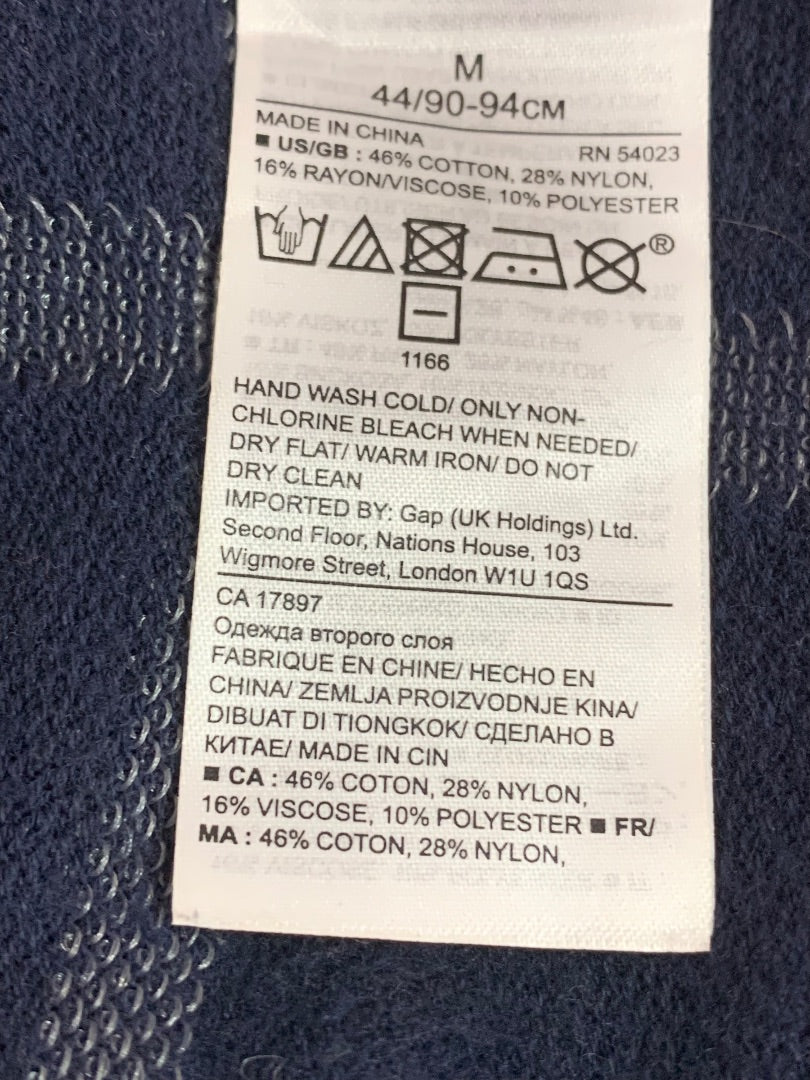 M
44/90-94CM
MADE IN CHINA RN 54023
■ US/GB : 46% COTTON, 28% NYLON,
16% RAYON/VISCOSE, 10% POLYESTER
®
1166
HAND WASH COLD/ ONLY NON-
CHLORINE BLEACH WHEN NEEDED/
DRY FLAT/ WARM IRON/ DO NOT
DRY CLEAN
IMPORTED BY: Gap (UK Holdings) Ltd.
Second Floor, Nations House, 103
Wigmore Street, London W1U 1QS
CA 17897
Одежда второго слоя
FABRIQUE EN CHINE/ HECHO EN
CHINA/ ZEMLJA PROIZVODNJE KINA/
DIBUAT DI TIONGKOK/ СДЕЛАНО В
КИТАЕ/ MADE IN CIN
■ CA : 46% COTON, 28% NYLON,
16% VISCOSE, 10% POLYESTER ■ FR/
MA : 46% COTON, 28% NYLON,